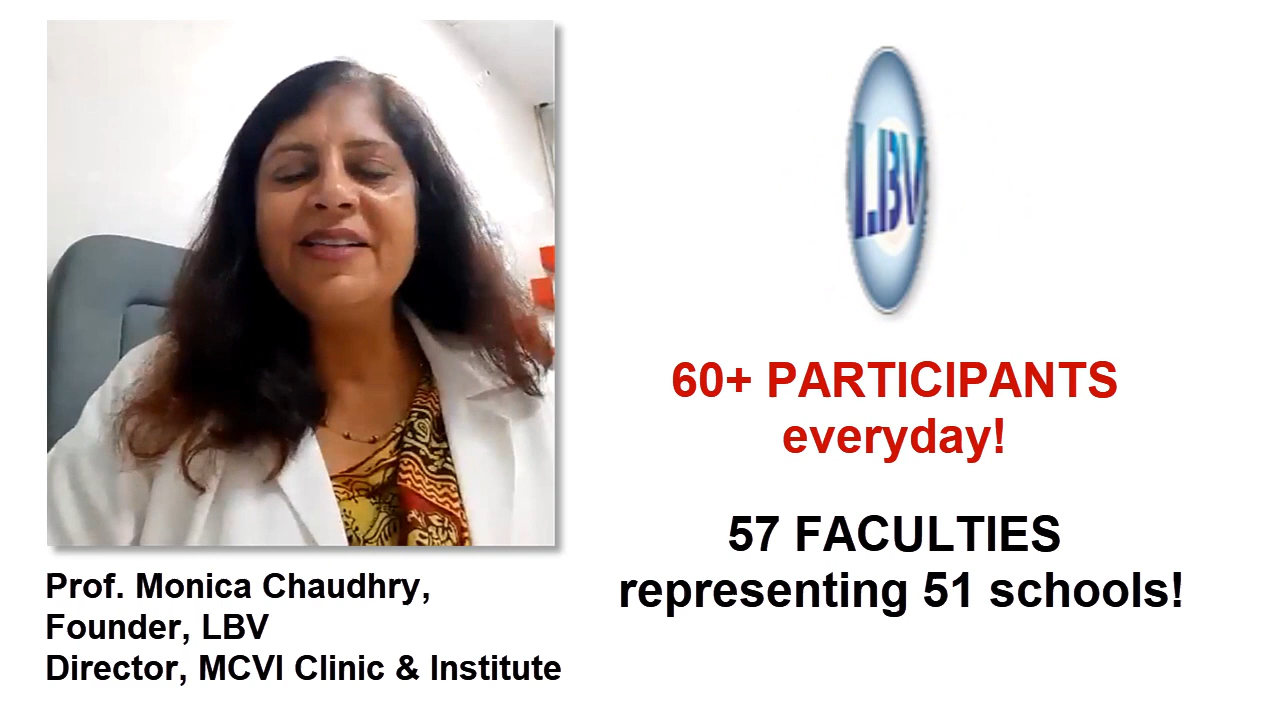 LBV
60+ PARTICIPANTS
everyday!
57 FACULTIES
representing 51 schools!
Prof. Monica Chaudhry,
Founder, LBV
Director, MCVI Clinic & Institute